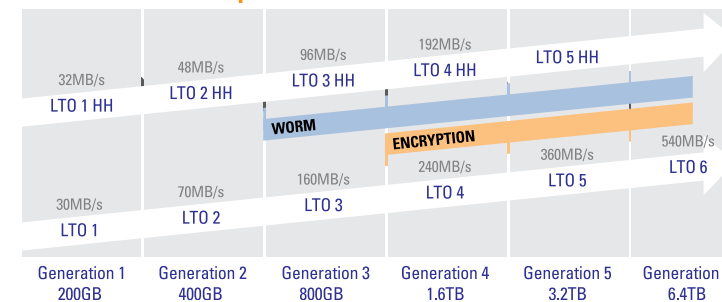 192MB/s
96MB/s
LTO 5 HH
48MB/s
LTO 4 HH
32MB/s
LTO 3 HH
LTO 2 HH
LTO 1 HH
WORM
ENCRYPTION
540MB/s
360MB/s
LTO 6
240MB/s
LTO 5
160MB/s
LTO 4
70MB/s
LTO 3
30MB/s
LTO 2
LTO 1
Generation 1
200GB
Generation 2
400GB
Generation 3
800GB
Generation 4
1.6TB
Generation 5
3.2TB
Generation
6.4TB